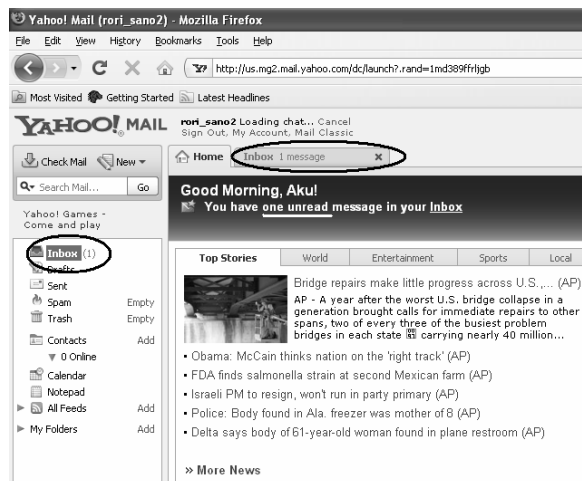 Yahoo! Mail (rori_sano2) - Mozilla Firefox
File Edit View History Bookmarks Tools Help
http://us.mg2.mail.yahoo.com/dc/launch?.rand=1md389ffrljgb
Most Visited Getting Started Latest Headlines
YAHOO! MAIL
rori_sano2 Loading chat... Cancel
Sign Out, My Account, Mail Classic
Check Mail New
Home Inbox 1 message x
Search Mail... Go
Good Morning, Aku!
You have one unread message in your Inbox
Yahoo! Games -
Come and play
Inbox (1)
Drafts
Sent
Spam Empty
Trash Empty
Contacts Add
0 Online
Calendar
Notepad
All Feeds Add
My Folders Add
Top Stories World Entertainment Sports Local
Bridge repairs make little progress across U.S.,... (AP)
AP - A year after the worst U.S. bridge collapse in a
generation brought calls for immediate repairs to other
spans, two of every three of the busiest problem
bridges in each state carrying nearly 40 million...
• Obama: McCain thinks nation on the 'right track' (AP)
• FDA finds salmonella strain at second Mexican farm (AP)
• Israeli PM to resign, won't run in party primary (AP)
• Police: Body found in Ala. freezer was mother of 8 (AP)
• Delta says body of 61-year-old woman found in plane restroom (AP)
» More News